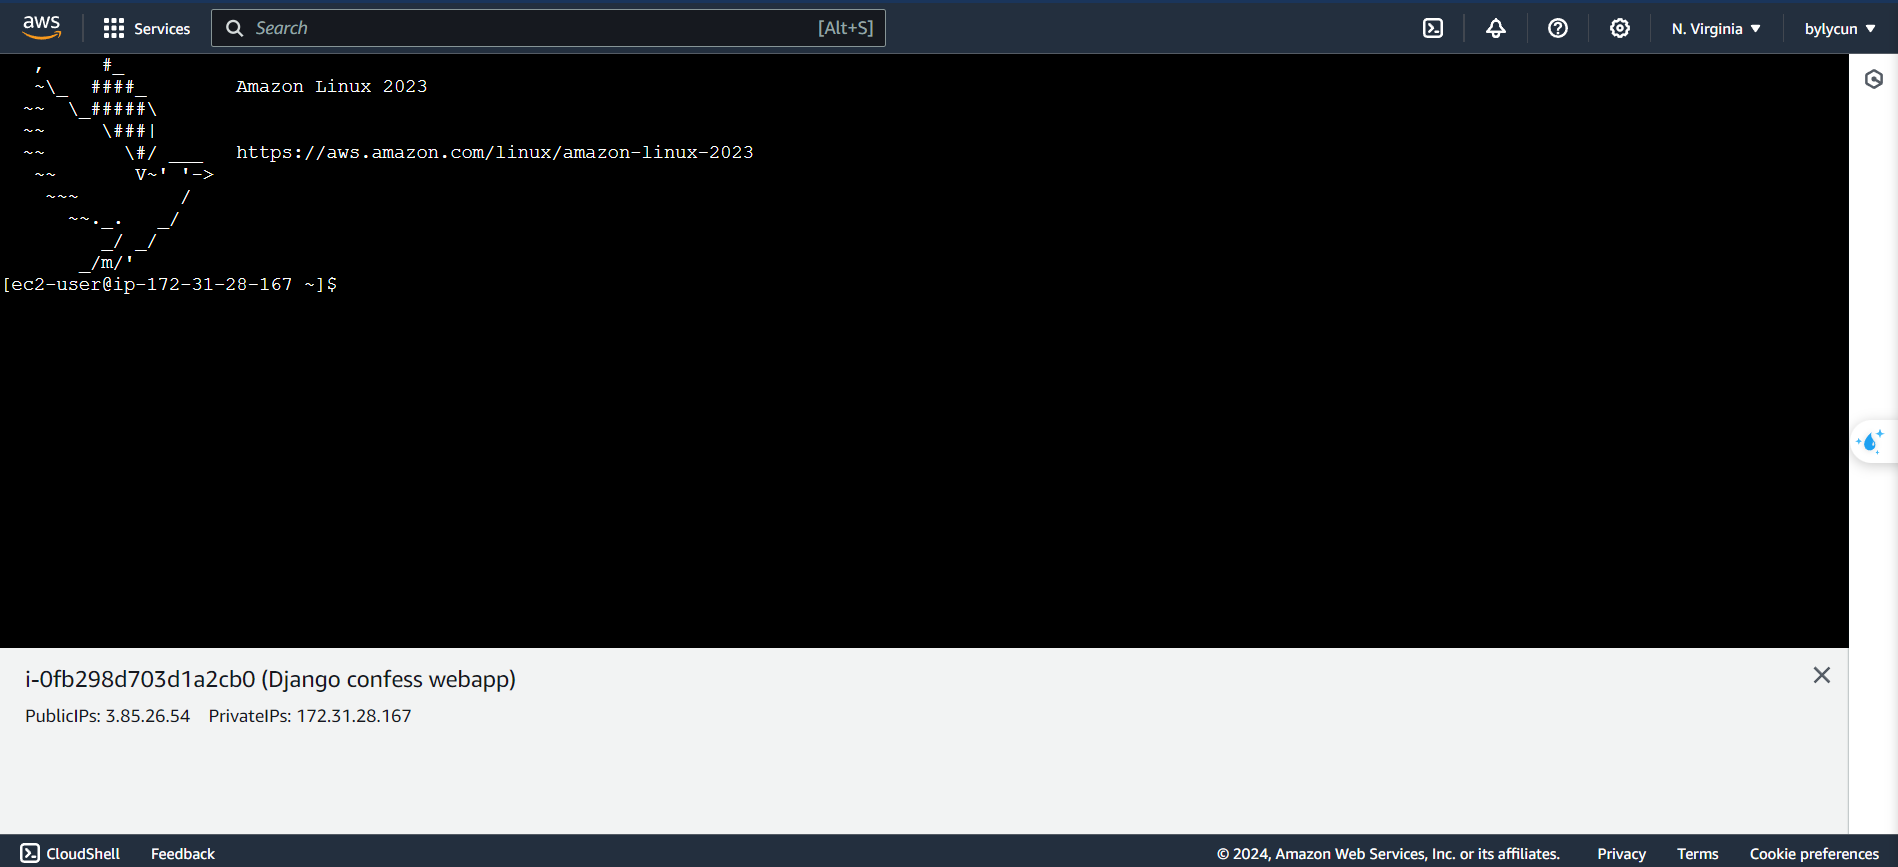 aws Services Search [Alt+S] N. Virginia ▼ bylycun ▼
   ,     #_
   ~\_  ####_        Amazon Linux 2023
  ~~  \_#####\
  ~~     \###|
  ~~       \#/ ___   https://aws.amazon.com/linux/amazon-linux-2023
   ~~       V~' '->
    ~~~         /
      ~~._.   _/
         _/ _/
       _/m/'
[ec2-user@ip-172-31-28-167 ~]$
i-0fb298d703d1a2cb0 (Django confess webapp)
PublicIPs: 3.85.26.54 PrivateIPs: 172.31.28.167
CloudShell Feedback © 2024, Amazon Web Services, Inc. or its affiliates. Privacy Terms Cookie preferences